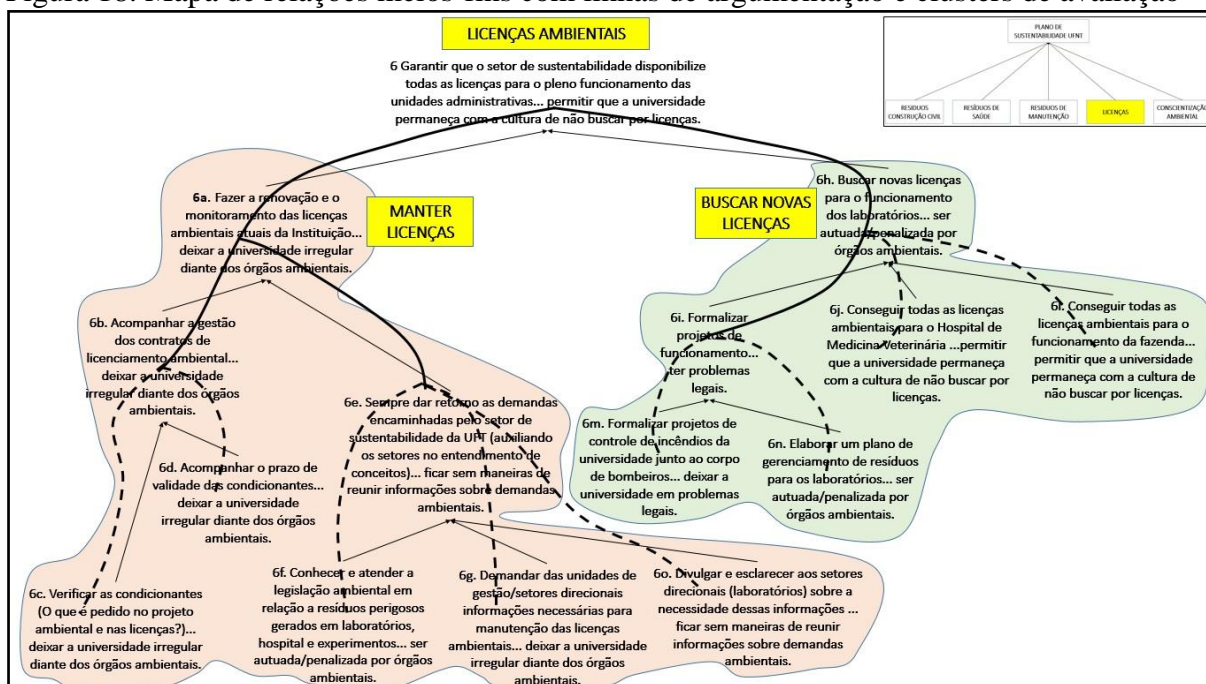 Figura 18: Mapa de relações meios-fins com linhas de argumentação e clusters de avaliação
LICENÇAS AMBIENTAIS
6 Garantir que o setor de sustentabilidade disponibilize
todas as licenças para o pleno funcionamento das
unidades administrativas... permitir que a universidade
permaneça com a cultura de não buscar por licenças.
PLANO DE
SUSTENTABILIDADE UFNT
RESIDUOS
CONSTRUÇÃO CIVIL
RESÍDUOS DE
SAÚDE
RESIDUOS DE
MANUTENÇÃO
LICENÇAS
CONSCIENTIZAÇÃO
AMBIENTAL
6a. Fazer a renovação e o
monitoramento das licenças
ambientais atuais da Instituição...
deixar a universidade irregular
diante dos órgãos ambientais.
MANTER
LICENÇAS
BUSCAR NOVAS
LICENÇAS
6h. Buscar novas licenças
para o funcionamento
dos laboratórios... ser
autuada/penalizada por
órgãos ambientais.
6b. Acompanhar a gestão
dos contratos de
licenciamento ambiental...
deixar a universidade
irregular diante dos órgãos
ambientais.
6e. Sempre dar retorno as demandas
encaminhadas pelo setor de
sustentabilidade da UFT (auxiliando
os setores no entendimento de
conceitos)... ficar sem maneiras de
reunir informações sobre demandas
ambientais.
6i. Formalizar
projetos de
funcionamento...
ter problemas
legais.
6j. Conseguir todas as licenças
ambientais para o Hospital de
Medicina Veterinária ...permitir
que a universidade permaneça
com a cultura de não buscar por
licenças.
6l. Conseguir todas as
licenças ambientais para o
funcionamento da fazenda...
permitir que a universidade
permaneça com a cultura de
não buscar por licenças.
6d. Acompanhar o prazo de
validade das condicionantes...
deixar a universidade
irregular diante dos órgãos
ambientais.
6m. Formalizar projetos de
controle de incêndios da
universidade junto ao corpo
de bombeiros... deixar a
universidade em problemas
legais.
6n. Elaborar um plano de
gerenciamento de resíduos
para os laboratórios... ser
autuada/penalizada por
órgãos ambientais.
6c. Verificar as condicionantes
(O que é pedido no projeto
ambiental e nas licenças?)...
deixar a universidade irregular
diante dos órgãos ambientais.
6f. Conhecer e atender a
legislação ambiental em
relação a resíduos perigosos
gerados em laboratórios,
hospital e experimentos... ser
autuada/penalizada por órgãos
ambientais.
6g. Demandar das unidades de
gestão/setores direcionais
informações necessárias para
manutenção das licenças
ambientais... deixar a universidade
irregular diante dos órgãos
ambientais.
6o. Divulgar e esclarecer aos setores
direcionais (laboratórios) sobre a
necessidade dessas informações ...
ficar sem maneiras de reunir
informações sobre demandas
ambientais.